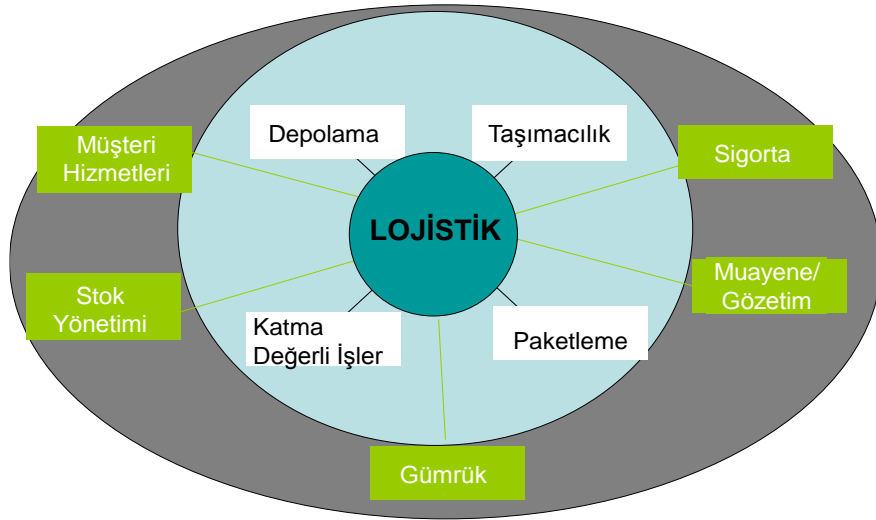 Depolama
Taşımacılık
Müşteri
Hizmetleri
Sigorta
LOJİSTİK
Stok
Yönetimi
Muayene/
Gözetim
Katma
Değerli İşler
Paketleme
Gümrük